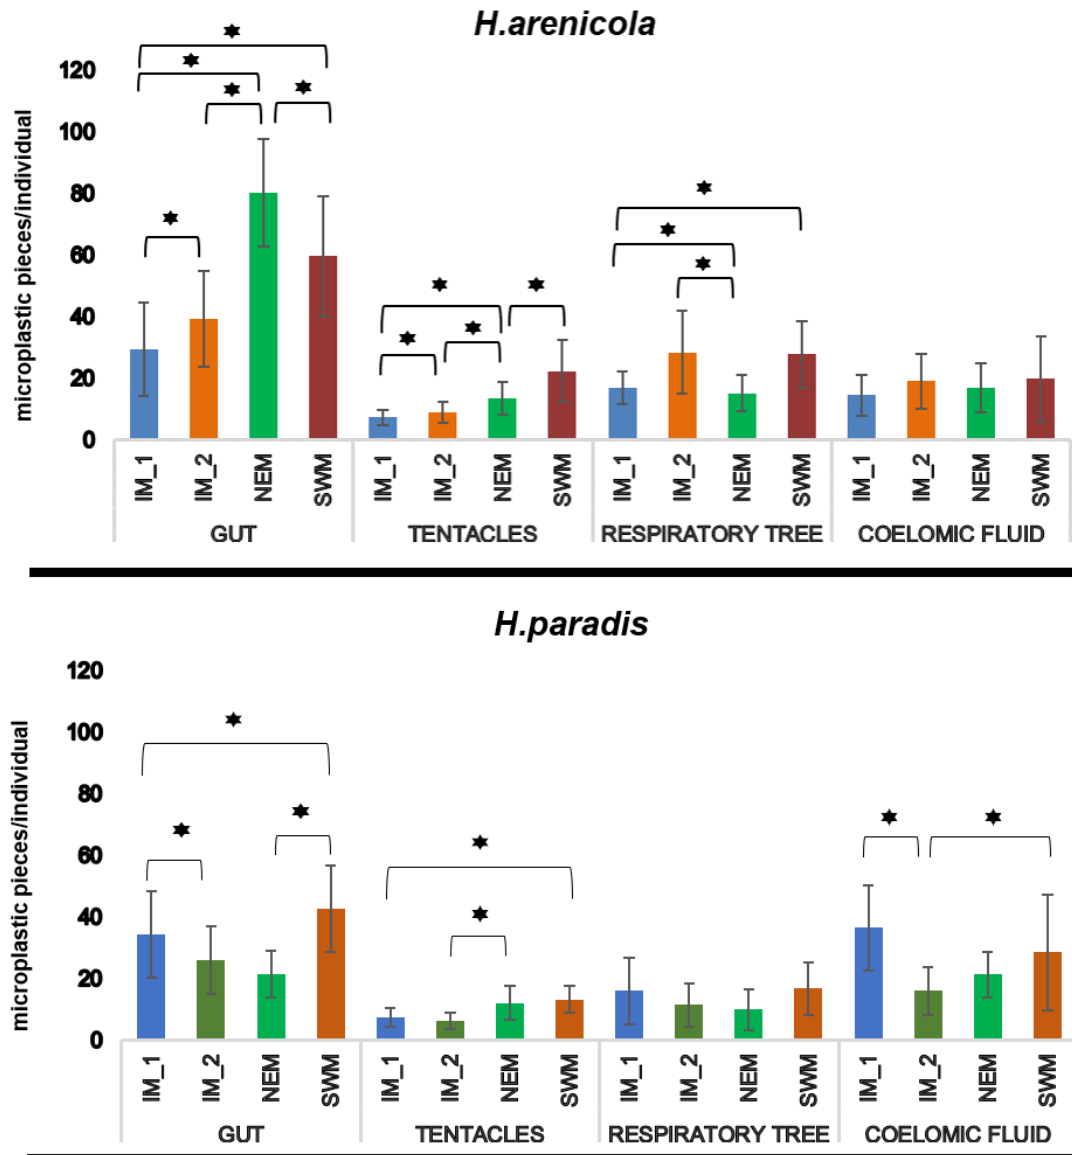 H.arenicola
microplastic pieces/individual
120
100
80
60
40
20
0
IM_1 IM_2 NEM SWM IM_1 IM_2 NEM SWM IM_1 IM_2 NEM SWM IM_1 IM_2 NEM SWM
GUT TENTACLES RESPIRATORY TREE COELOMIC FLUID
H.paradis
microplastic pieces/individual
120
100
80
60
40
20
0
IM_1 IM_2 NEM SWM IM_1 IM_2 NEM SWM IM_1 IM_2 NEM SWM IM_1 IM_2 NEM SWM
GUT TENTACLES RESPIRATORY TREE COELOMIC FLUID